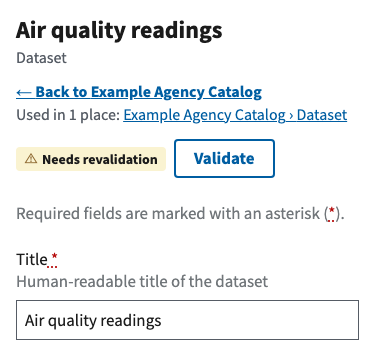 Air quality readings
Dataset
← Back to Example Agency Catalog
Used in 1 place: Example Agency Catalog › Dataset
⚠ Needs revalidation
Validate
Required fields are marked with an asterisk (*).
Title *
Human-readable title of the dataset
Air quality readings